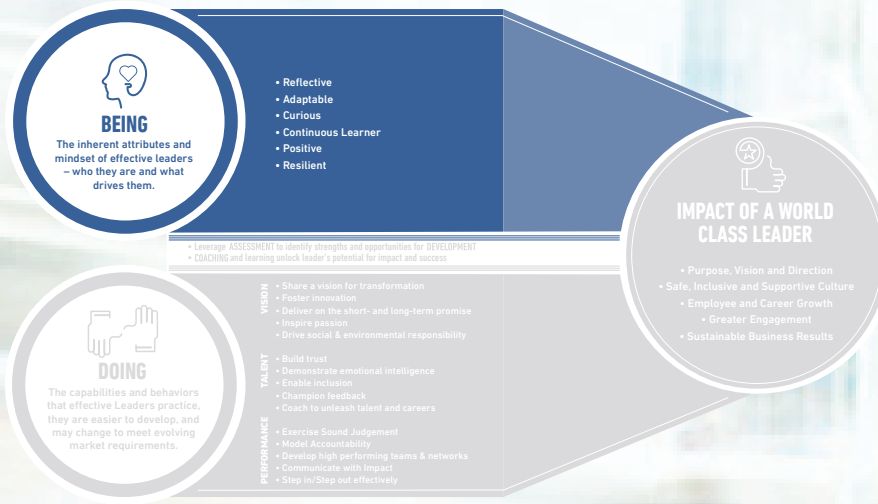 BEING
The inherent attributes and
mindset of effective leaders
– who they are and what
drives them.
• Reflective
• Adaptable
• Curious
• Continuous Learner
• Positive
• Resilient
• Leverage ASSESSMENT to identify strengths and opportunities for DEVELOPMENT
• COACHING and learning unlock leader's potential for impact and success
DOING
The capabilities and behaviors
that effective Leaders practice,
they are easier to develop, and
may change to meet evolving
market requirements.
VISION
• Share a vision for transformation
• Foster innovation
• Deliver on the short- and long-term promise
• Inspire passion
• Drive social & environmental responsibility
TALENT
• Build trust
• Demonstrate emotional intelligence
• Enable inclusion
• Champion feedback
• Coach to unleash talent and careers
PERFORMANCE
• Exercise Sound Judgement
• Model Accountability
• Develop high performing teams & networks
• Communicate with Impact
• Step in/Step out effectively
IMPACT OF A WORLD
CLASS LEADER
• Purpose, Vision and Direction
• Safe, Inclusive and Supportive Culture
• Employee and Career Growth
• Greater Engagement
• Sustainable Business Results